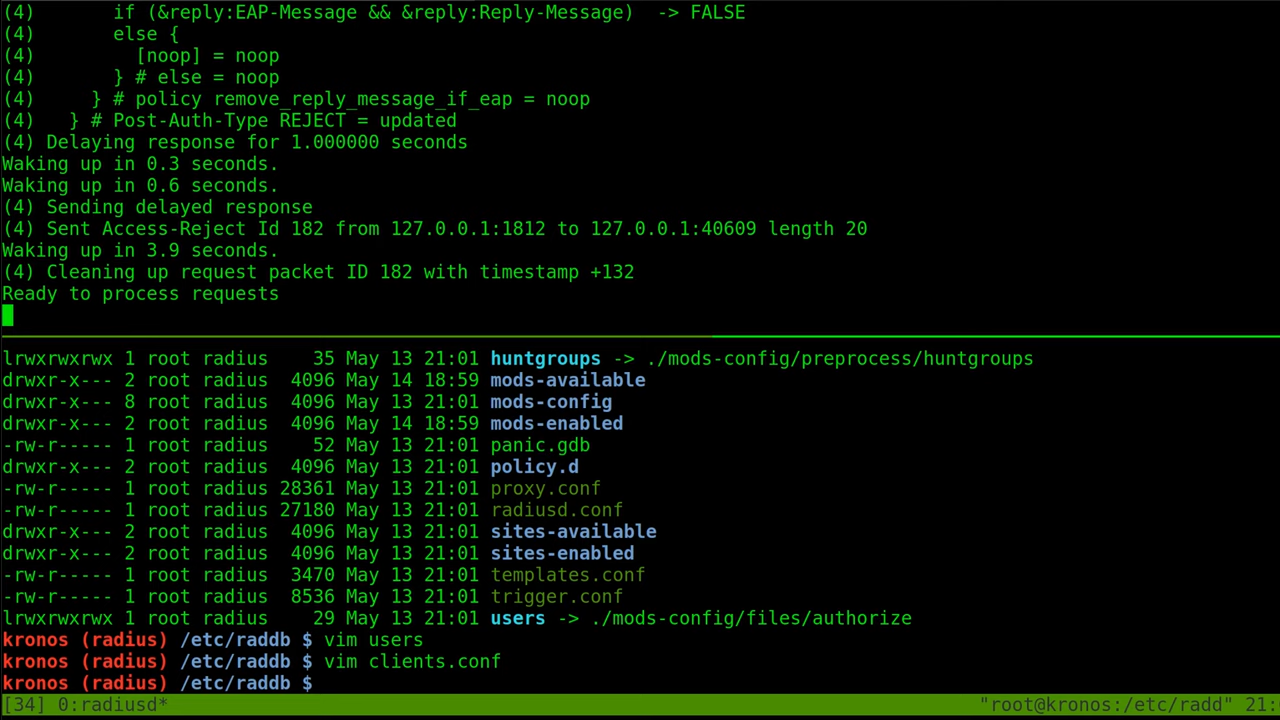 (4)       if (&reply:EAP-Message && &reply:Reply-Message)  -> FALSE
(4)       else {
(4)         [noop] = noop
(4)       } # else = noop
(4)     } # policy remove_reply_message_if_eap = noop
(4)   } # Post-Auth-Type REJECT = updated
(4) Delaying response for 1.000000 seconds
Waking up in 0.3 seconds.
Waking up in 0.6 seconds.
(4) Sending delayed response
(4) Sent Access-Reject Id 182 from 127.0.0.1:1812 to 127.0.0.1:40609 length 20
Waking up in 3.9 seconds.
(4) Cleaning up request packet ID 182 with timestamp +132
Ready to process requests
lrwxrwxrwx 1 root radius    35 May 13 21:01 huntgroups -> ./mods-config/preprocess/huntgroups
drwxr-x--- 2 root radius  4096 May 14 18:59 mods-available
drwxr-x--- 8 root radius  4096 May 13 21:01 mods-config
drwxr-x--- 2 root radius  4096 May 14 18:59 mods-enabled
-rw-r----- 1 root radius    52 May 13 21:01 panic.gdb
drwxr-x--- 2 root radius  4096 May 13 21:01 policy.d
-rw-r----- 1 root radius 28361 May 13 21:01 proxy.conf
-rw-r----- 1 root radius 27180 May 13 21:01 radiusd.conf
drwxr-x--- 2 root radius  4096 May 13 21:01 sites-available
drwxr-x--- 2 root radius  4096 May 13 21:01 sites-enabled
-rw-r----- 1 root radius  3470 May 13 21:01 templates.conf
-rw-r----- 1 root radius  8536 May 13 21:01 trigger.conf
lrwxrwxrwx 1 root radius    29 May 13 21:01 users -> ./mods-config/files/authorize
kronos (radius) /etc/raddb $ vim users
kronos (radius) /etc/raddb $ vim clients.conf
kronos (radius) /etc/raddb $
[34] 0:radiusd* "root@kronos:/etc/radd" 21: